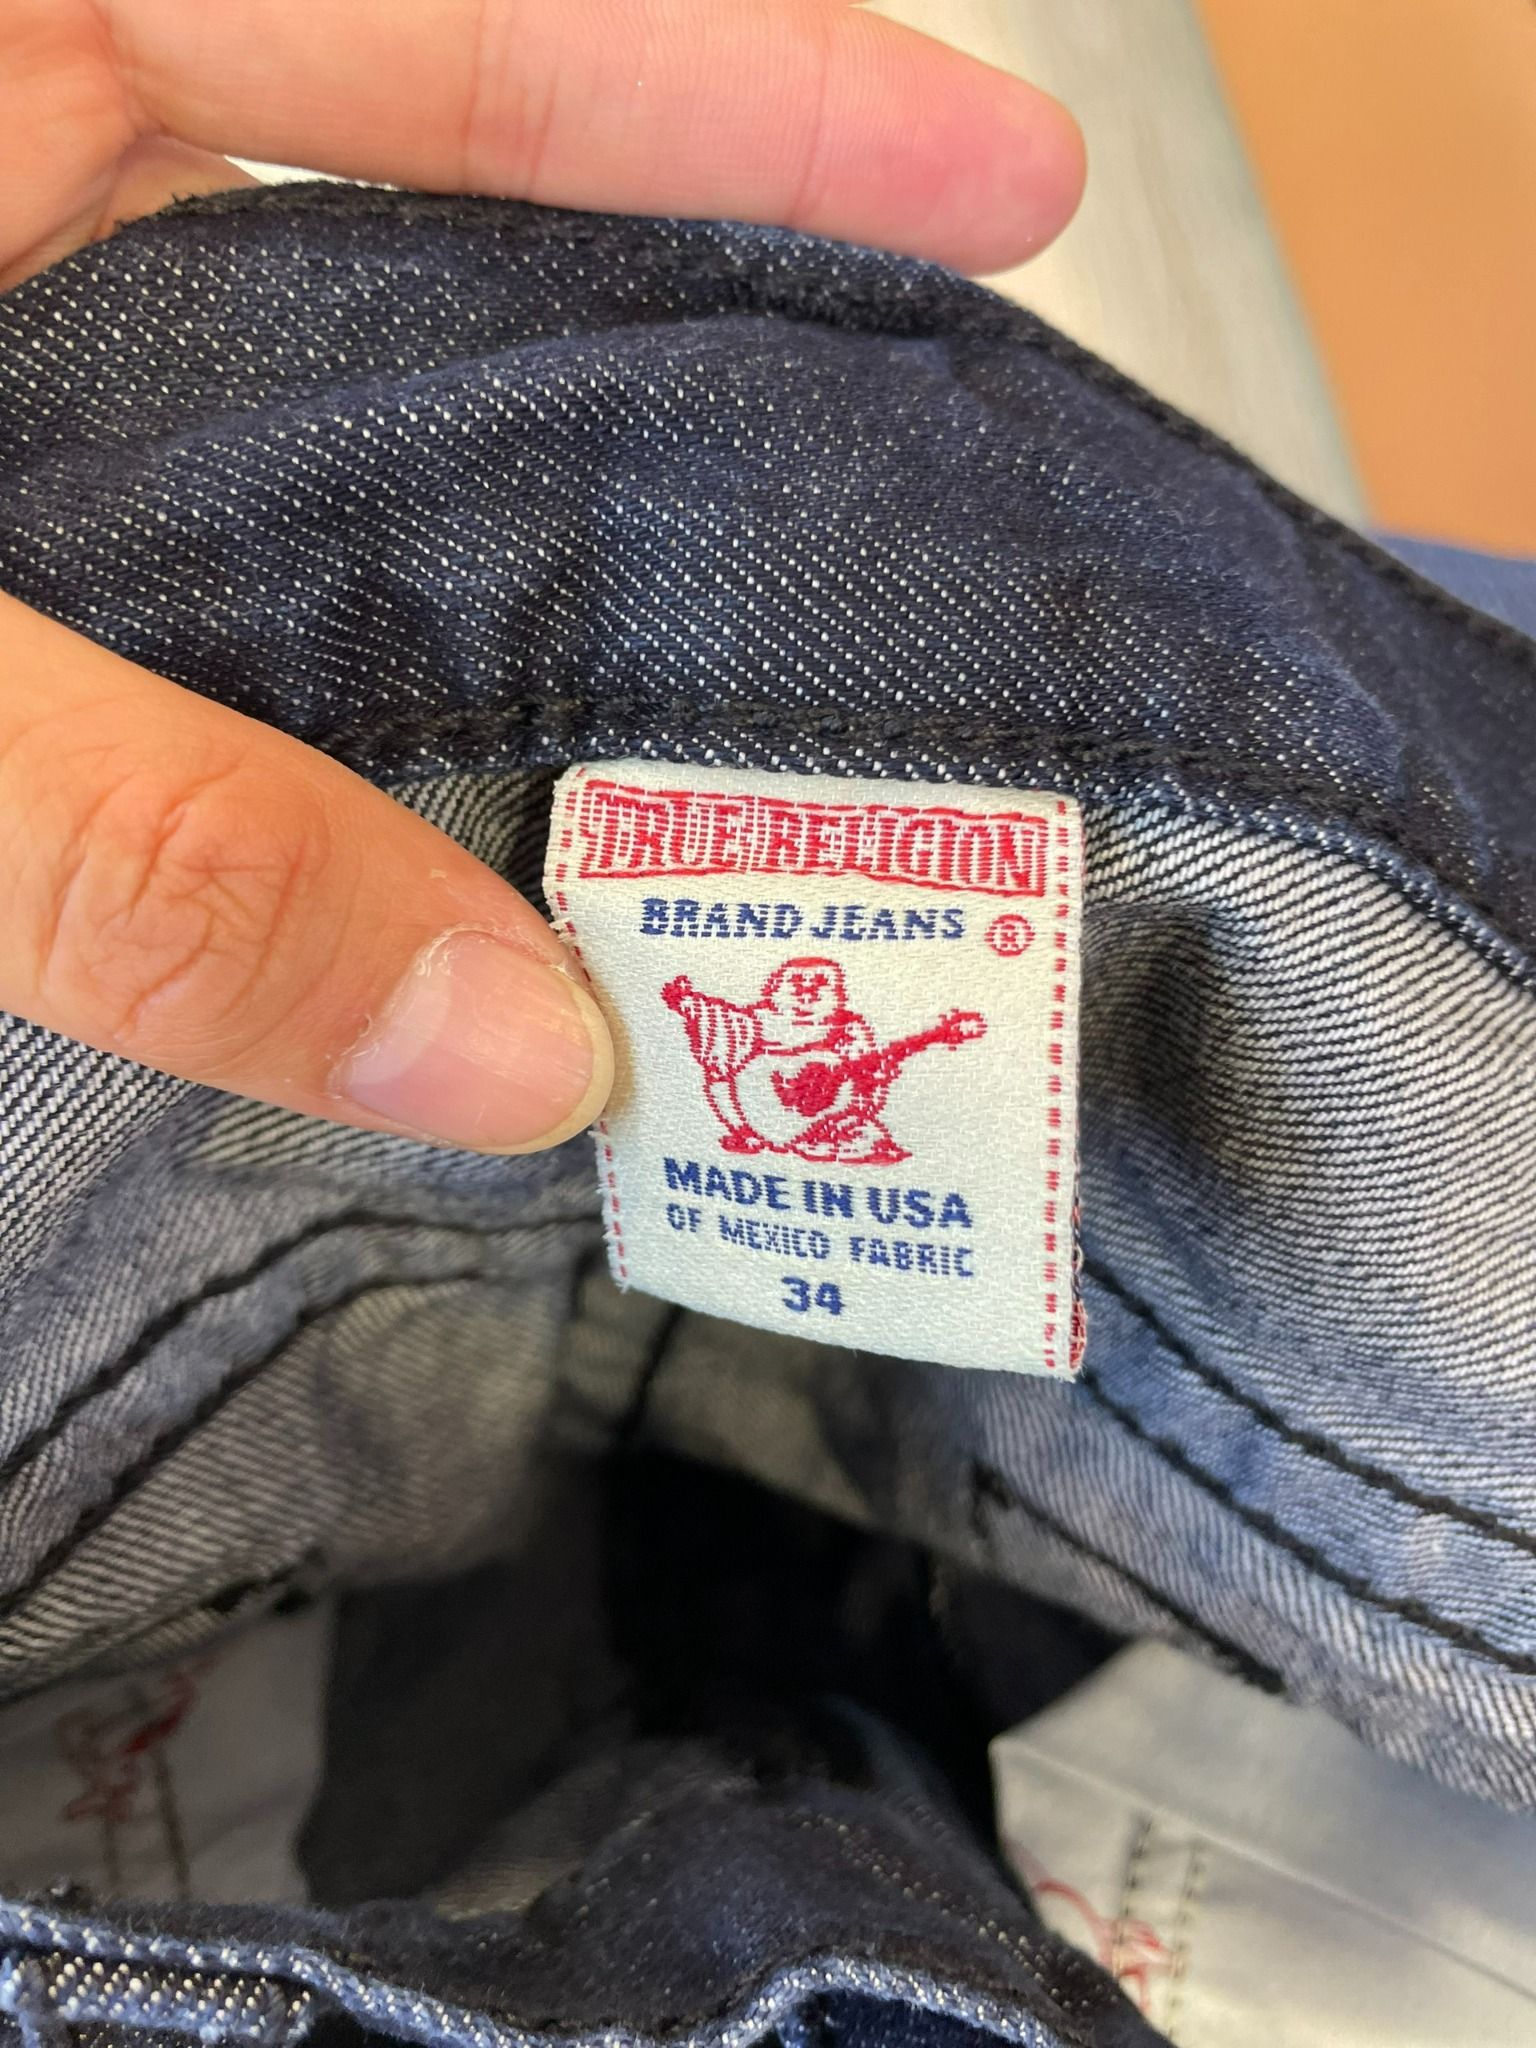 TRUE RELIGION
BRAND JEANS ®
MADE IN USA
OF MEXICO FABRIC
34